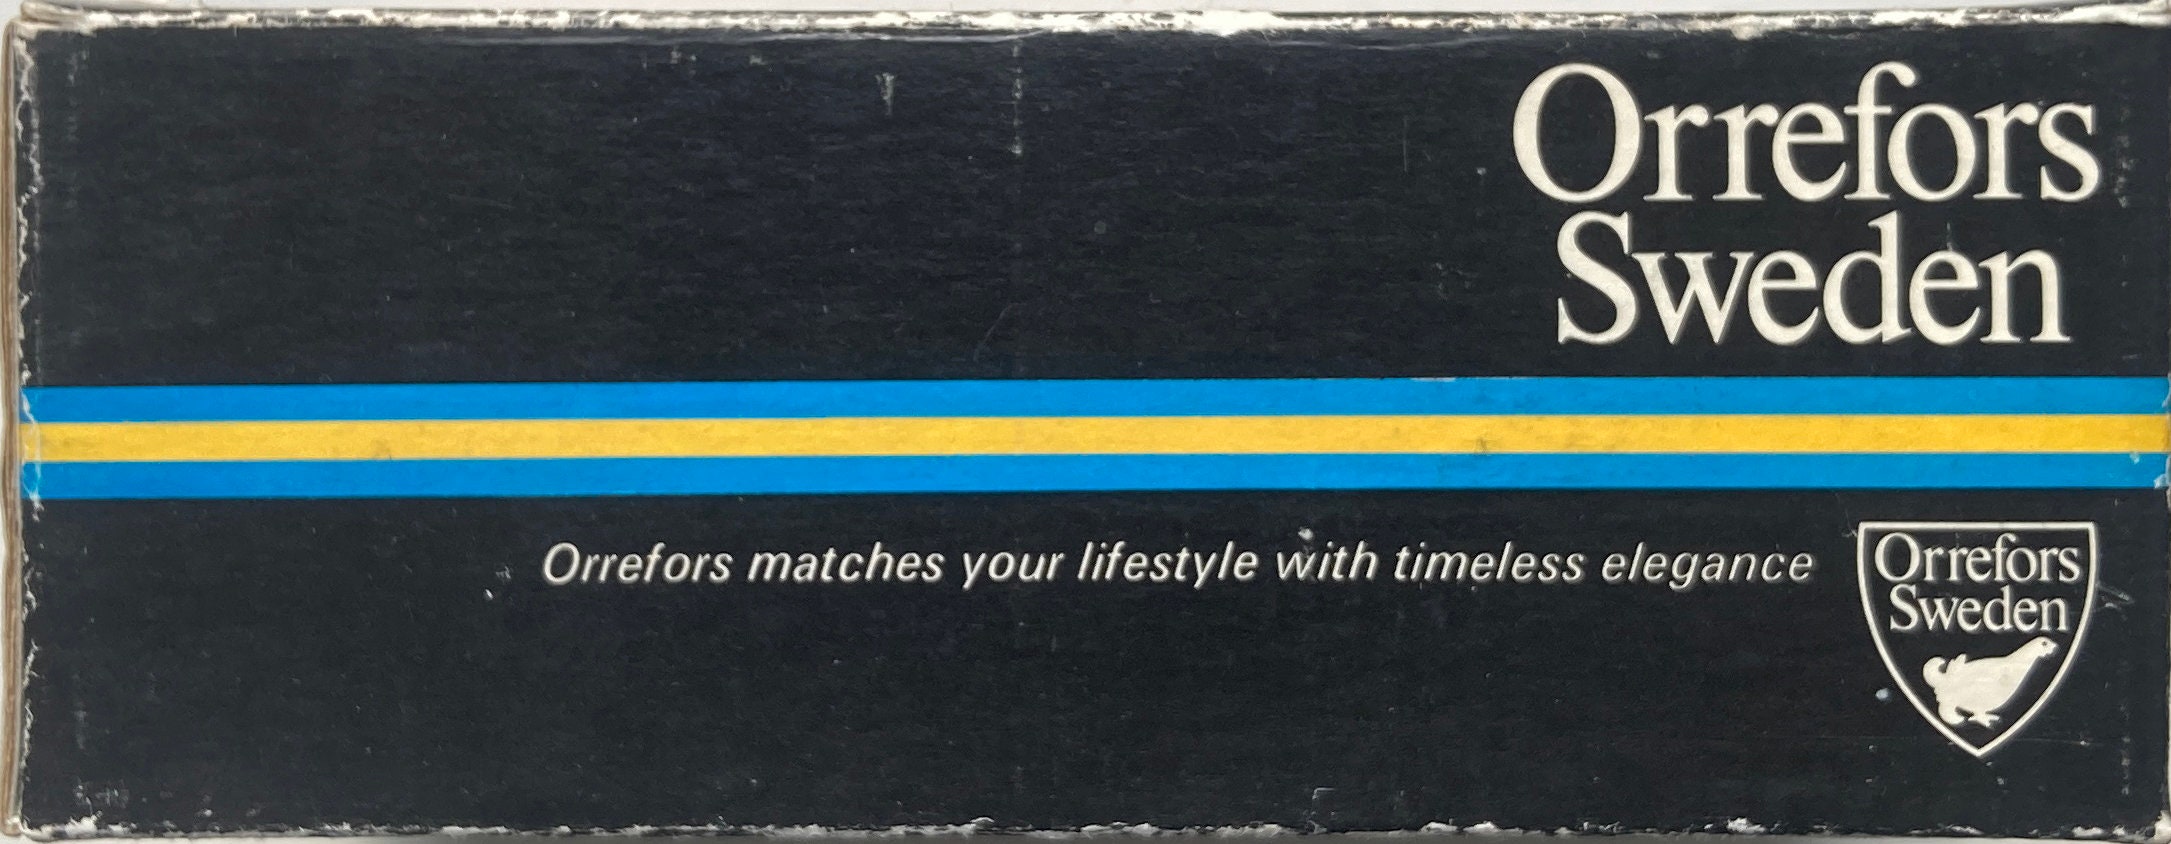 Orrefors
Sweden
Orrefors matches your lifestyle with timeless elegance
Orrefors
Sweden